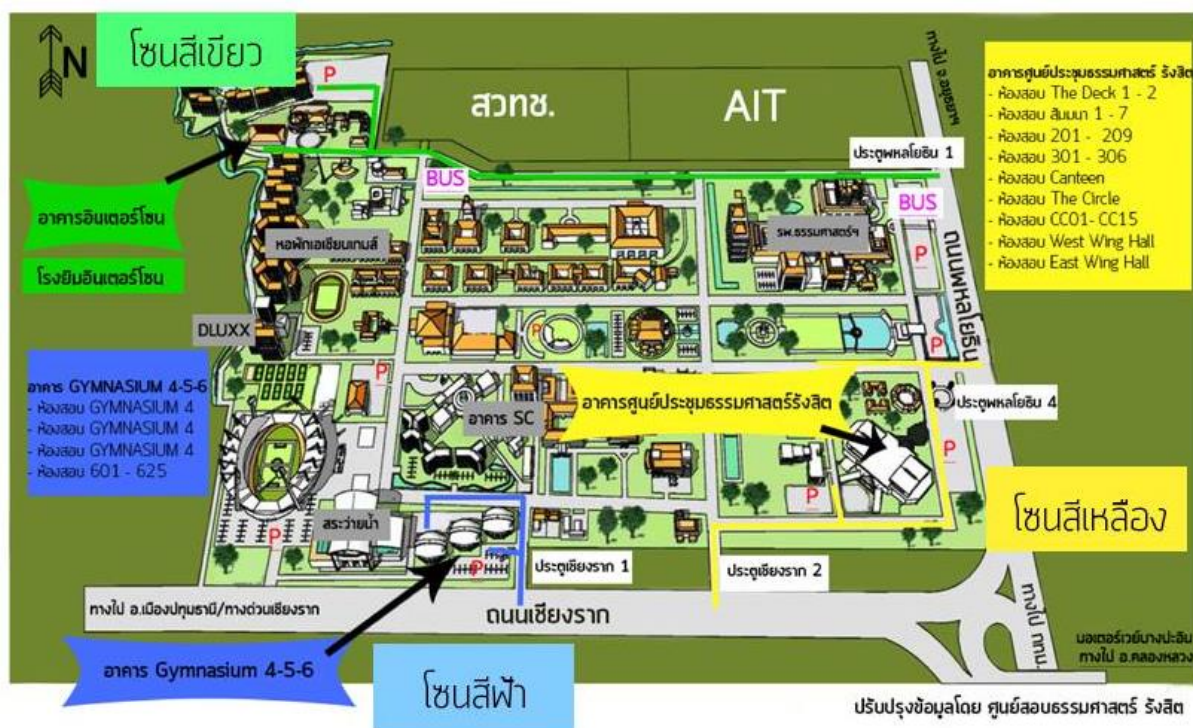 N
โซนสีเขียว
P
สวทช.
AIT
ทางไป จ.อยุธยาฯ
อาคารศูนย์ประชุมธรรมศาสตร์ รังสิต
- ห้องสอบ The Deck 1 - 2
- ห้องสอบ สัมมนา 1 - 7
- ห้องสอบ 201 - 209
- ห้องสอบ 301 - 306
- ห้องสอบ Canteen
- ห้องสอบ The Circle
- ห้องสอบ CC01- CC15
- ห้องสอบ West Wing Hall
- ห้องสอบ East Wing Hall
ประตูพหลโยธิน 1
BUS
BUS
อาคารอินเตอร์โซน
โรงยิมอินเตอร์โซน
หอพักเอเชียนเกมส์
รพ.ธรรมศาสตร์ฯ
P
ถนนพหลโยธิน
DLUXX
P
P
P
อาคาร GYMNASIUM 4-5-6
- ห้องสอบ GYMNASIUM 4
- ห้องสอบ GYMNASIUM 4
- ห้องสอบ GYMNASIUM 4
- ห้องสอบ 601 - 625
อาคาร SC
อาคารศูนย์ประชุมธรรมศาสตร์รังสิต
ประตูพหลโยธิน 4
P
P
โซนสีเหลือง
สระว่ายน้ำ
P
P
ประตูเชียงราก 1
ประตูเชียงราก 2
ทางไป อ.เมืองปทุมธานี/ทางด่วนเชียงราก
ถนนเชียงราก
ทางไป กทม.
มอเตอร์เวย์บางปะอิน
ทางไป อ.คลองหลวง
อาคาร Gymnasium 4-5-6
โซนสีฟ้า
ปรับปรุงข้อมูลโดย ศูนย์สอบธรรมศาสตร์ รังสิต